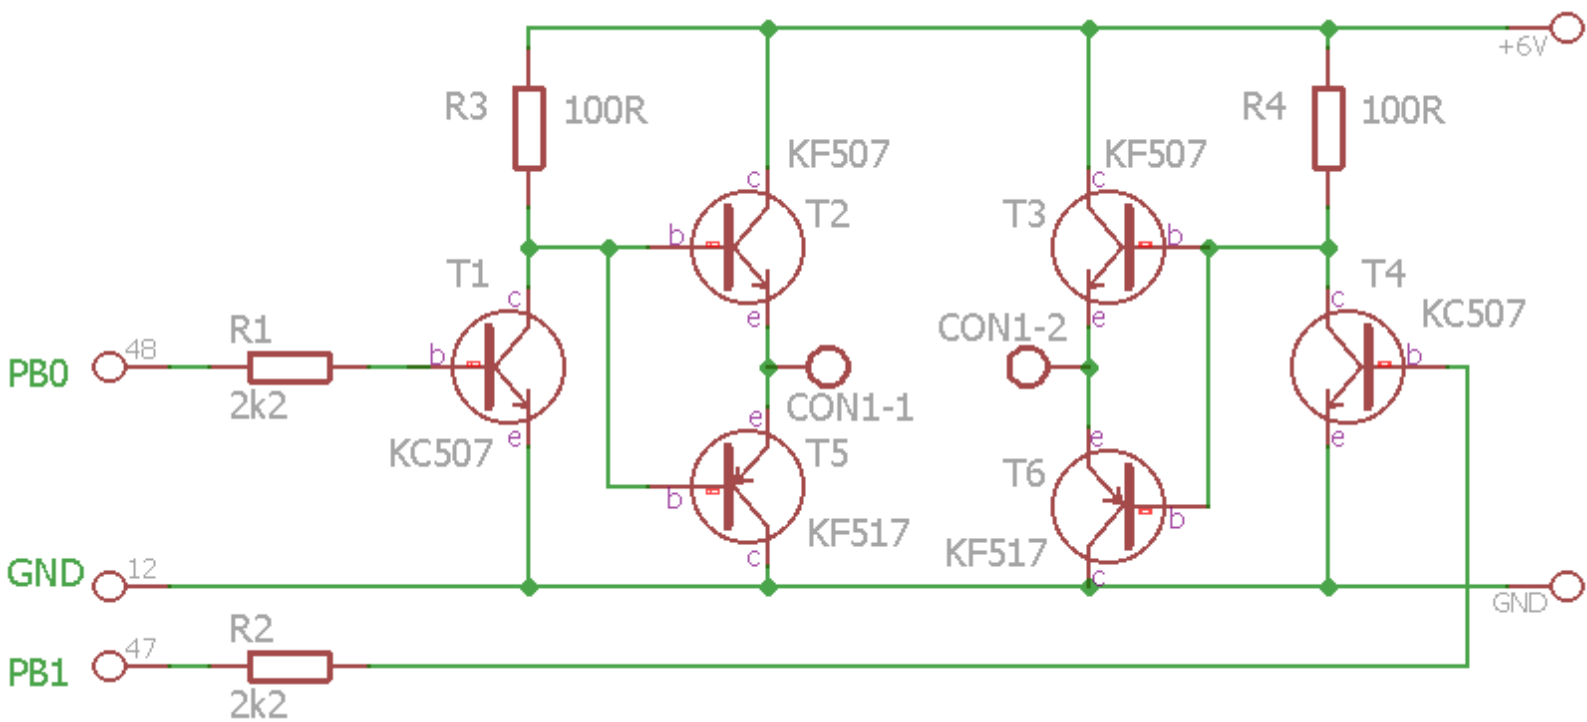 +6V
R3
100R
R4
100R
KF507
KF507
c
c
T2
T3
b
b
T1
T4
c
e
e
c
KC507
R1
CON1-2
48
b
b
PB0
2k2
CON1-1
e
e
e
e
KC507
T5
T6
b
b
KF517
KF517
c
c
GND
12
GND
R2
47
PB1
2k2